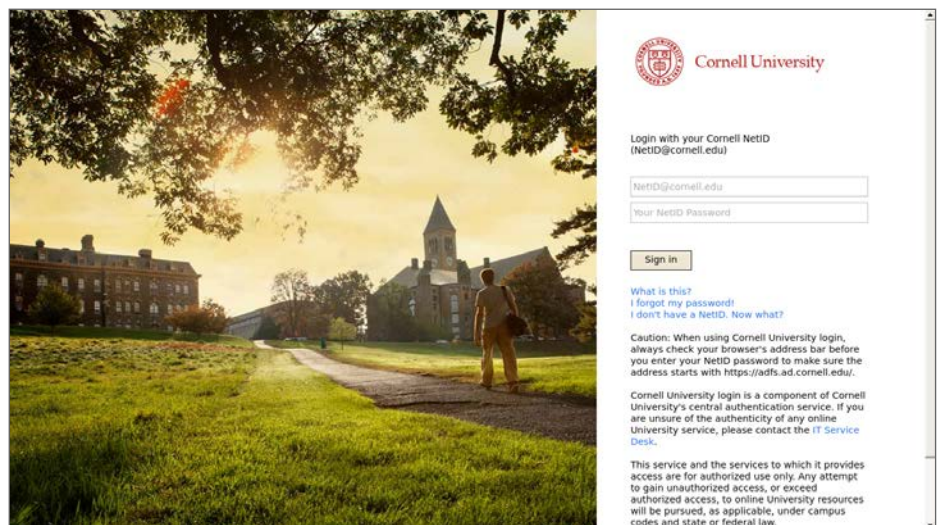 Cornell University
Login with your Cornell NetID
(NetID@cornell.edu)
NetID@cornell.edu
Your NetID Password
Sign in
What is this?
I forgot my password!
I don't have a NetID. Now what?
Caution: When using Cornell University login,
always check your browser's address bar before
you enter your NetID password to make sure the
address starts with https://adfs.ad.cornell.edu/.
Cornell University login is a component of Cornell
University's central authentication service. If you
are unsure of the authenticity of any online
University service, please contact the IT Service
Desk.
This service and the services to which it provides
access are for authorized use only. Any attempt
to gain unauthorized access, or exceed
authorized access, to online University resources
will be pursued, as applicable, under campus
codes and state or federal law.